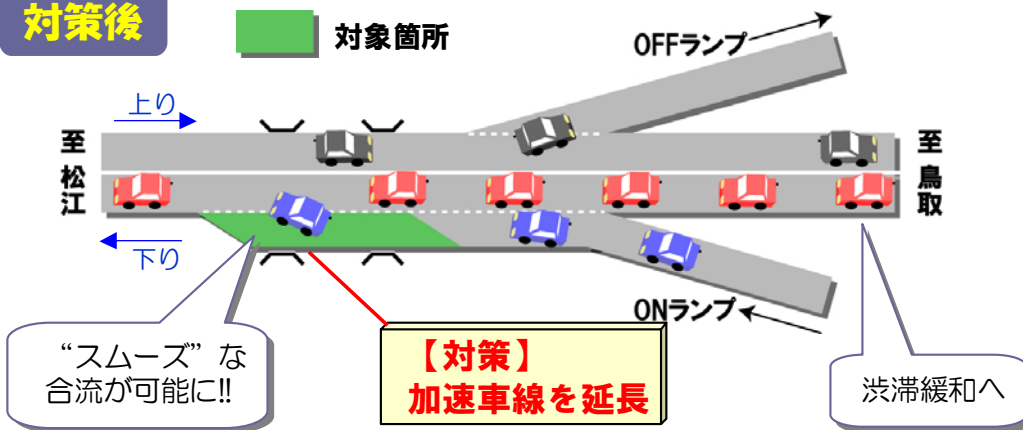 対策後
対象箇所
OFFランプ
上り
至松江
至鳥取
下り
ONランプ
“スムーズ”な
合流が可能に!!
【対策】
加速車線を延長
渋滞緩和へ